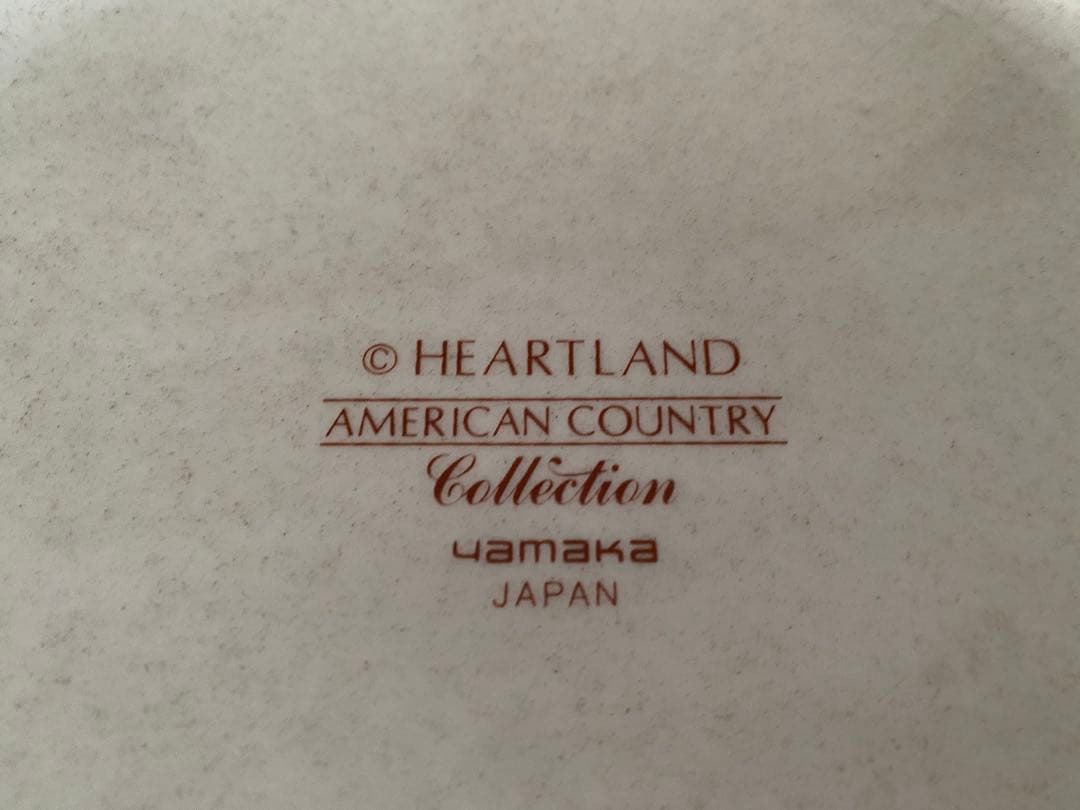 © HEARTLAND
AMERICAN COUNTRY
Collection
yamaka
JAPAN